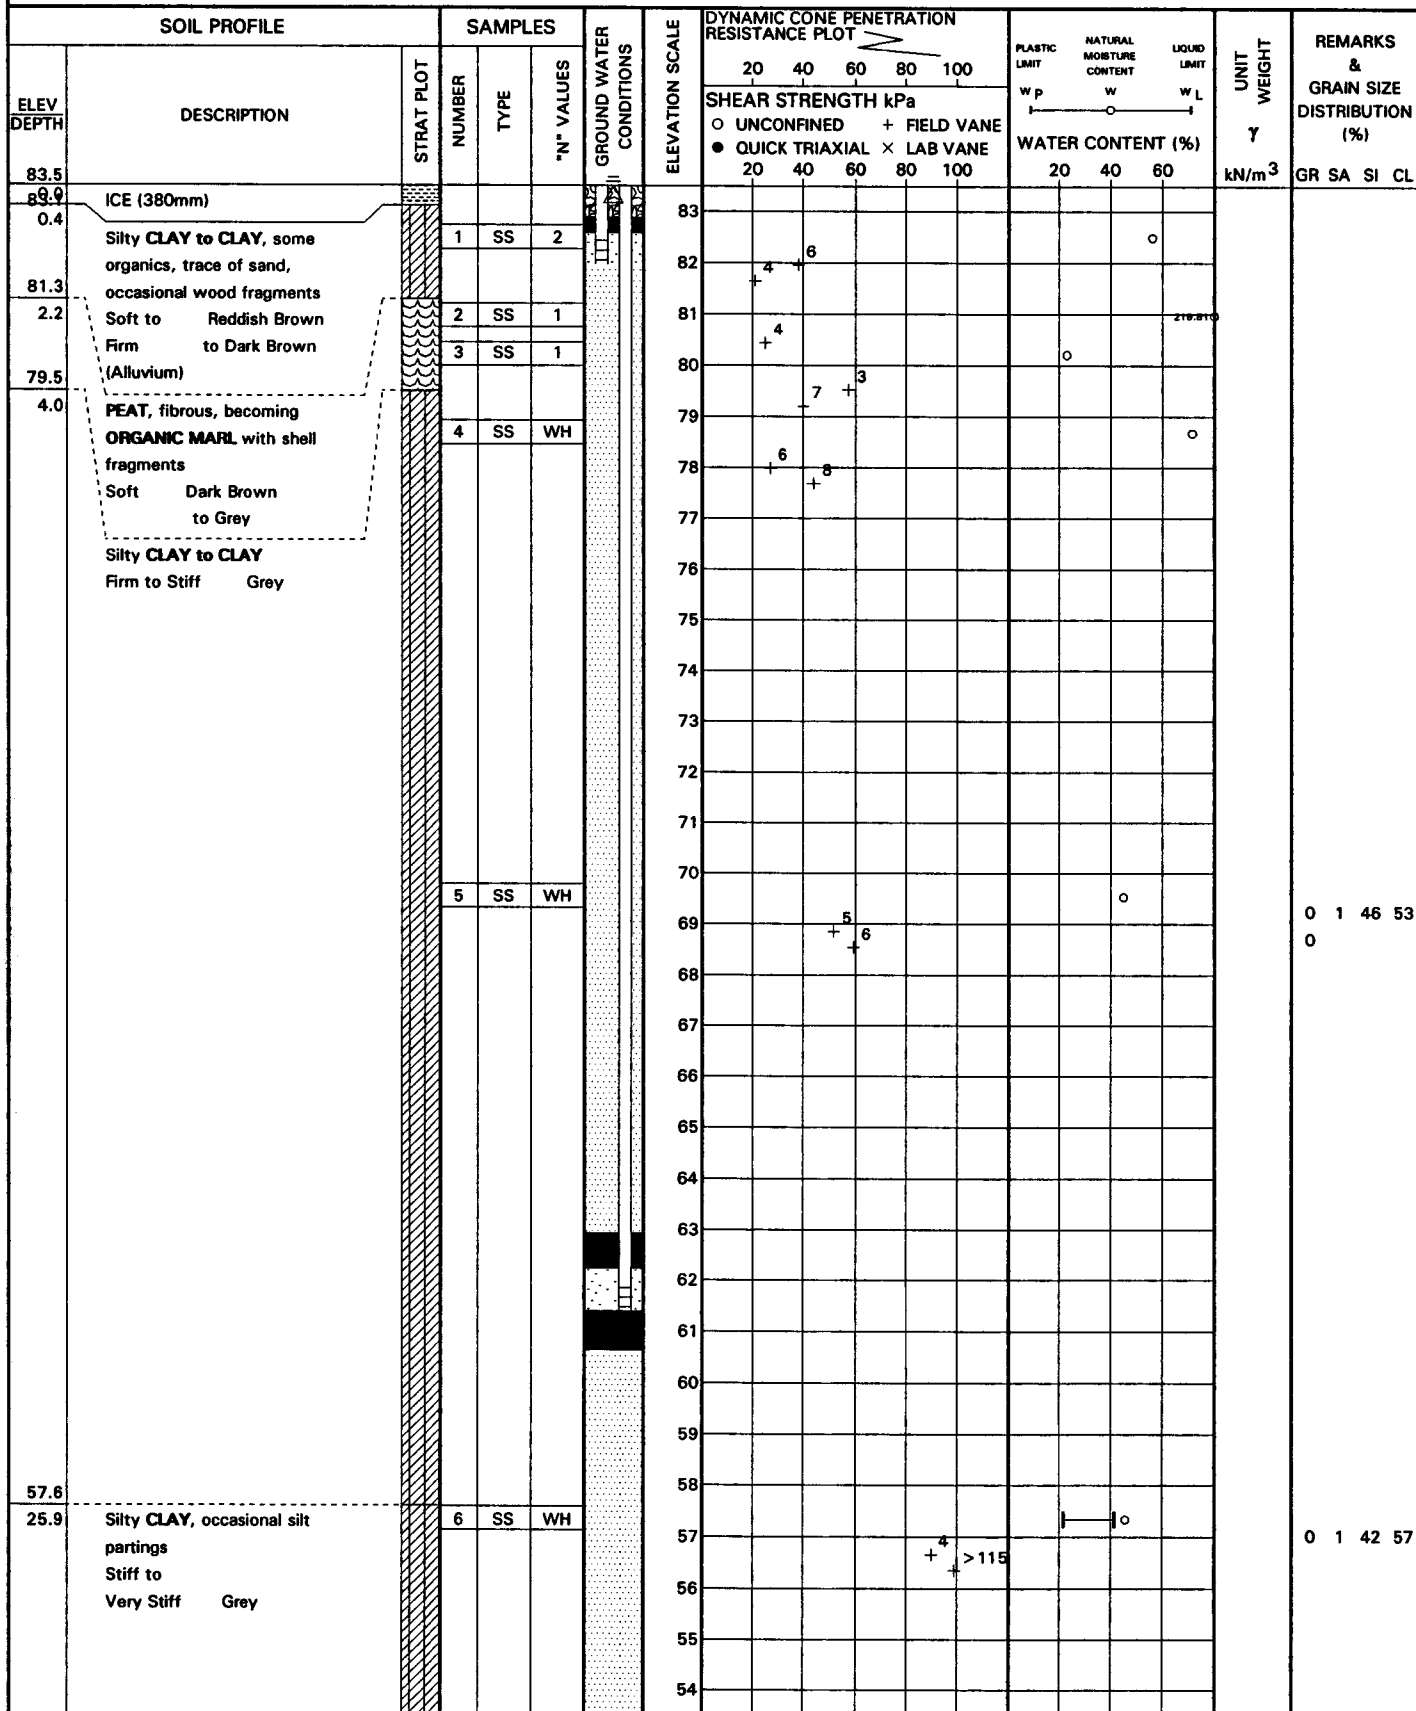 SOIL PROFILE
SAMPLES
GROUND WATER
CONDITIONS
ELEVATION SCALE
DYNAMIC CONE PENETRATION
RESISTANCE PLOT
20 40 60 80 100
SHEAR STRENGTH kPa
O UNCONFINED + FIELD VANE
● QUICK TRIAXIAL × LAB VANE
20 40 60 80 100
PLASTIC
LIMIT
NATURAL
MOISTURE
CONTENT
LIQUID
LIMIT
W P W W L
WATER CONTENT (%)
20 40 60
UNIT
WEIGHT
γ
kN/m3
REMARKS
&
GRAIN SIZE
DISTRIBUTION
(%)
GR SA SI CL
ELEV
DEPTH
DESCRIPTION
STRAT PLOT
NUMBER
TYPE
"N" VALUES
83.5
0.0
ICE (380mm)
83.1
0.4
Silty CLAY to CLAY, some
organics, trace of sand,
occasional wood fragments
Soft to Reddish Brown
Firm to Dark Brown
(Alluvium)
81.3
2.2
PEAT, fibrous, becoming
ORGANIC MARL with shell
fragments
Soft Dark Brown
to Grey
79.5
4.0
Silty CLAY to CLAY
Firm to Stiff Grey
57.6
25.9
Silty CLAY, occasional silt
partings
Stiff to
Very Stiff Grey
1 SS 2
2 SS 1
3 SS 1
4 SS WH
5 SS WH
6 SS WH
83
82
81
80
79
78
77
76
75
74
73
72
71
70
69
68
67
66
65
64
63
62
61
60
59
58
57
56
55
54
6
4
4
3
7
6
8
5
6
4
>115
0 1 46 53
0
0 1 42 57